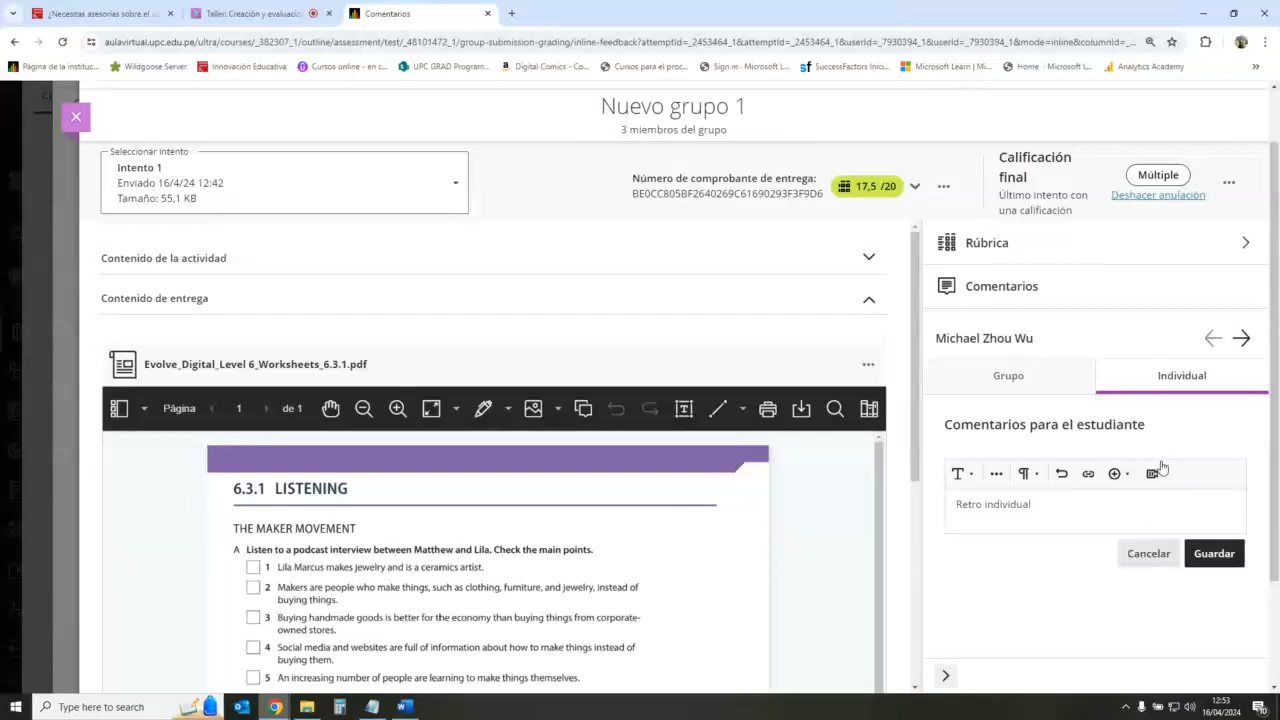 ¿Necesitas asesorías sobre el u
Taller: Creación y evaluacio
Comentarios
aulavirtual.upc.edu.pe/ultra/courses/_382307_1/outline/assessment/test/_48101472_1/group-submission-grading/inline-feedback?attemptId=_2453464_1&attemptId=_2453464_1&userId=_7930394_1&userId=_7930394_1&mode=inline&columnId=_...
Página de la instituc...
Wildgoose Server
Innovación Educativa
Cursos online - en c...
UPC GRAD Program...
Digital Comics - Co...
Cursos para el proc...
Sign in - Microsoft L...
SuccessFactors Inic...
Microsoft Learn | Mi...
Home - Microsoft L...
Analytics Academy
Nuevo grupo 1
3 miembros del grupo
Seleccionar intento
Intento 1
Enviado 16/4/24 12:42
Tamaño: 55,1 KB
Número de comprobante de entrega:
BE0CC805BF2640269C61690293F3F9D6
17,5 /20
Calificación final
Último intento con una calificación
Múltiple
Deshacer anulación
Contenido de la actividad
Contenido de entrega
Evolve_Digital_Level 6_Worksheets_6.3.1.pdf
Página 1 de 1
6.3.1 LISTENING
THE MAKER MOVEMENT
A Listen to a podcast interview between Matthew and Lila. Check the main points.
1 Lila Marcus makes jewelry and is a ceramics artist.
2 Makers are people who make things, such as clothing, furniture, and jewelry, instead of
buying things.
3 Buying handmade goods is better for the economy than buying things from corporate-
owned stores.
4 Social media and websites are full of information about how to make things instead of
buying them.
5 An increasing number of people are learning to make things themselves.
Rúbrica
Comentarios
Michael Zhou Wu
Grupo
Individual
Comentarios para el estudiante
Retro individual
Cancelar
Guardar
Type here to search
12:53
16/04/2024